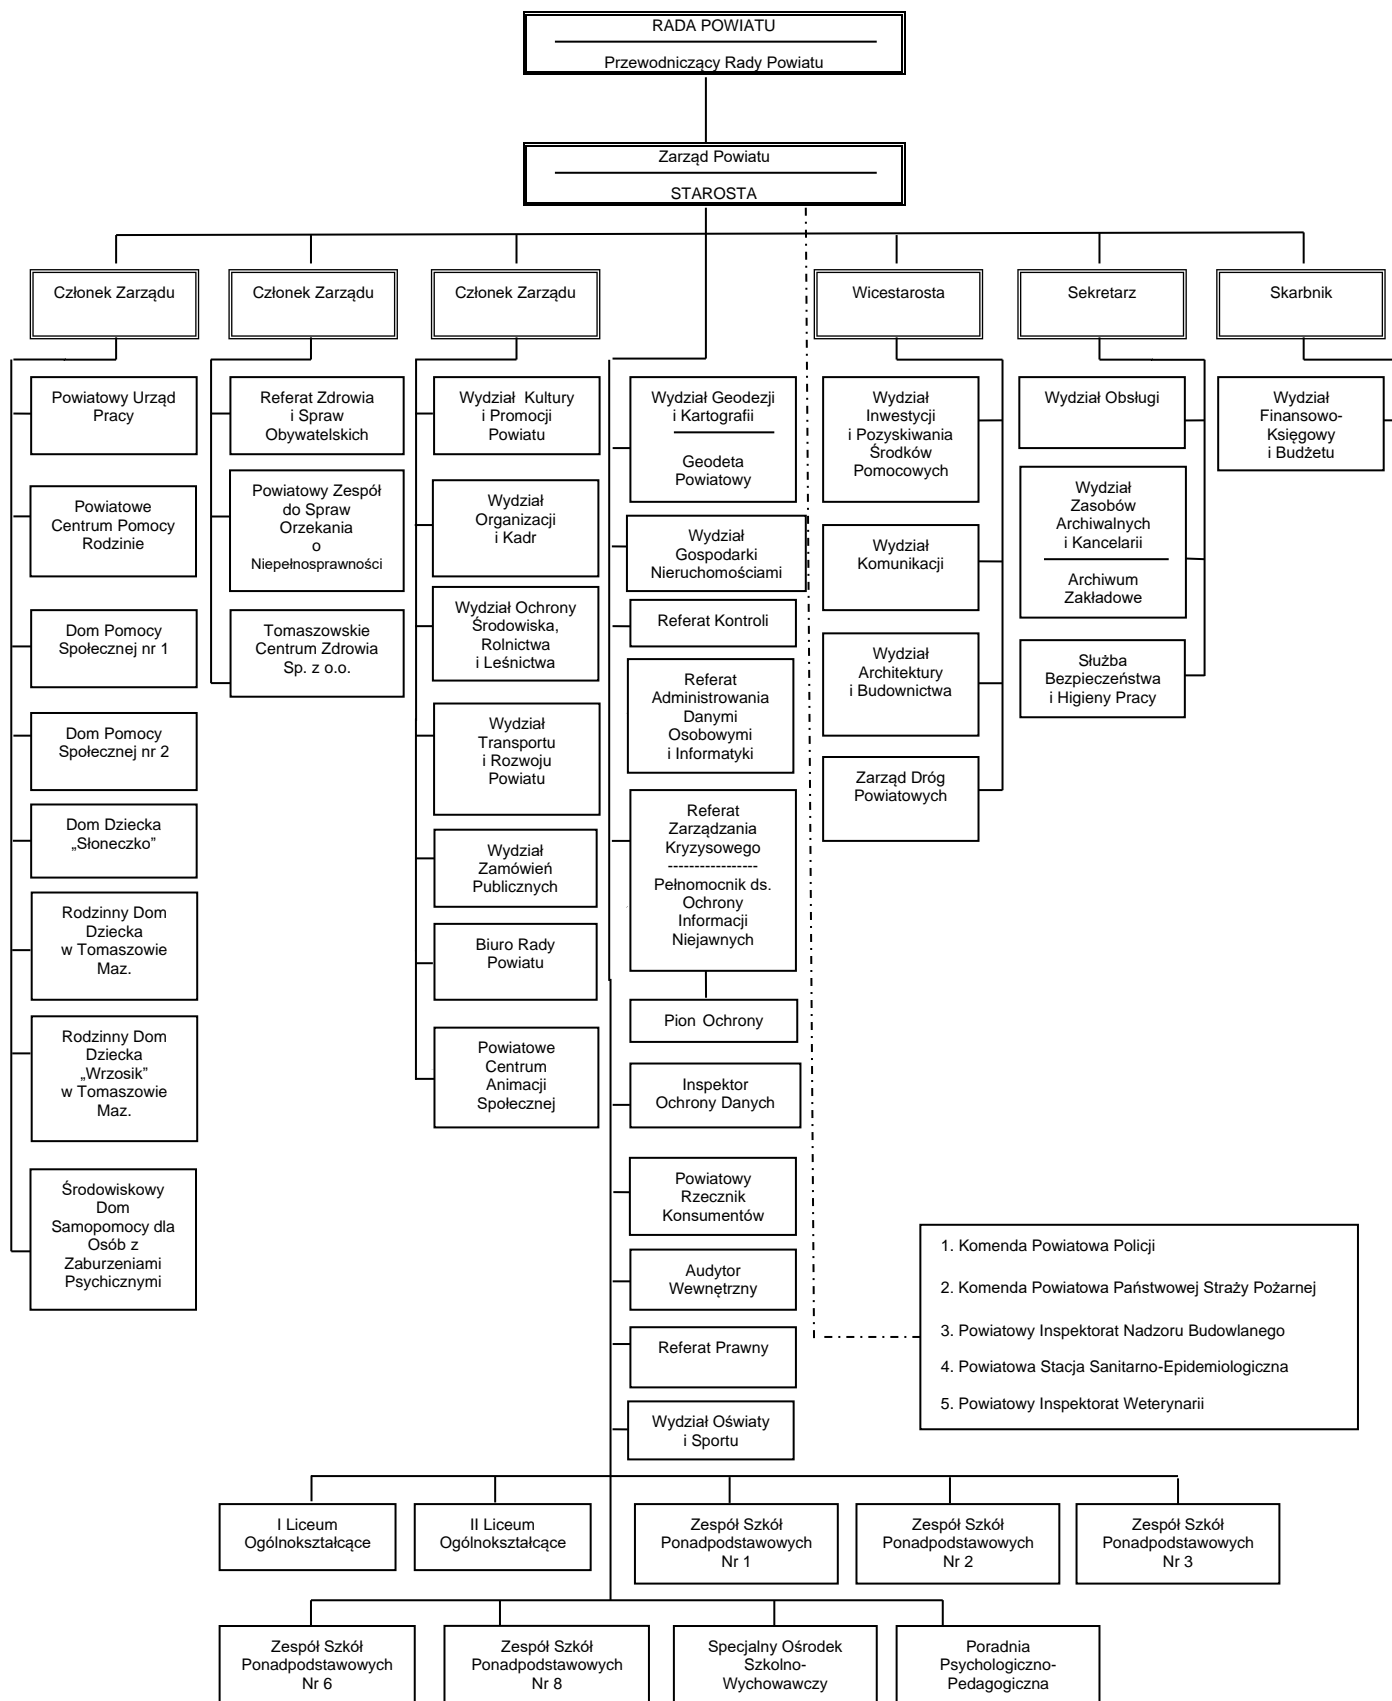 RADA POWIATU
Przewodniczący Rady Powiatu
Zarząd Powiatu
STAROSTA
Członek Zarządu
Członek Zarządu
Członek Zarządu
Wicestarosta
Sekretarz
Skarbnik
Powiatowy Urząd
Pracy
Powiatowe
Centrum Pomocy
Rodzinie
Dom Pomocy
Społecznej nr 1
Dom Pomocy
Społecznej nr 2
Dom Dziecka
„Słoneczko”
Rodzinny Dom
Dziecka
w Tomaszowie
Maz.
Rodzinny Dom
Dziecka
„Wrzosik”
w Tomaszowie
Maz.
Środowiskowy
Dom
Samopomocy dla
Osób z
Zaburzeniami
Psychicznymi
Referat Zdrowia
i Spraw
Obywatelskich
Powiatowy Zespół
do Spraw
Orzekania
o
Niepełnosprawności
Tomaszowskie
Centrum Zdrowia
Sp. z o.o.
Wydział Kultury
i Promocji
Powiatu
Wydział
Organizacji
i Kadr
Wydział Ochrony
Środowiska,
Rolnictwa
i Leśnictwa
Wydział
Transportu
i Rozwoju
Powiatu
Wydział
Zamówień
Publicznych
Biuro Rady
Powiatu
Powiatowe
Centrum
Animacji
Społecznej
Wydział Geodezji
i Kartografii
Geodeta
Powiatowy
Wydział
Gospodarki
Nieruchomościami
Referat Kontroli
Referat
Administrowania
Danymi
Osobowymi
i Informatyki
Referat
Zarządzania
Kryzysowego
-----------------
Pełnomocnik ds.
Ochrony
Informacji
Niejawnych
Pion Ochrony
Inspektor
Ochrony Danych
Powiatowy
Rzecznik
Konsumentów
Audytor
Wewnętrzny
Referat Prawny
Wydział Oświaty
i Sportu
Wydział
Inwestycji
i Pozyskiwania
Środków
Pomocowych
Wydział
Komunikacji
Wydział
Architektury
i Budownictwa
Zarząd Dróg
Powiatowych
Wydział Obsługi
Wydział
Zasobów
Archiwalnych
i Kancelarii
Archiwum
Zakładowe
Służba
Bezpieczeństwa
i Higieny Pracy
Wydział
Finansowo-
Księgowy
i Budżetu
1. Komenda Powiatowa Policji
2. Komenda Powiatowa Państwowej Straży Pożarnej
3. Powiatowy Inspektorat Nadzoru Budowlanego
4. Powiatowa Stacja Sanitarno-Epidemiologiczna
5. Powiatowy Inspektorat Weterynarii
I Liceum
Ogólnokształcące
II Liceum
Ogólnokształcące
Zespół Szkół
Ponadpodstawowych
Nr 1
Zespół Szkół
Ponadpodstawowych
Nr 2
Zespół Szkół
Ponadpodstawowych
Nr 3
Zespół Szkół
Ponadpodstawowych
Nr 6
Zespół Szkół
Ponadpodstawowych
Nr 8
Specjalny Ośrodek
Szkolno-
Wychowawczy
Poradnia
Psychologiczno-
Pedagogiczna